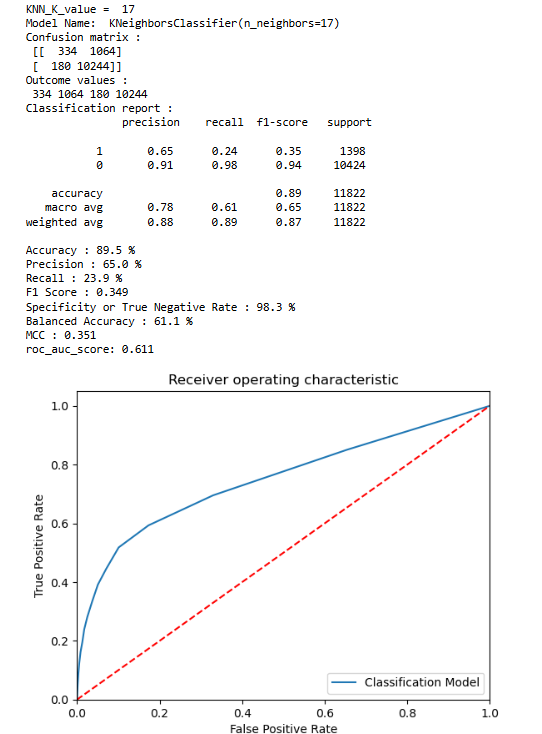 KNN_K_value =  17
Model Name:  KNeighborsClassifier(n_neighbors=17)
Confusion matrix :
 [[  334  1064]
 [  180 10244]]
Outcome values :
 334 1064 180 10244
Classification report :
              precision    recall  f1-score   support

           1       0.65      0.24      0.35      1398
           0       0.91      0.98      0.94     10424

    accuracy                           0.89     11822
   macro avg       0.78      0.61      0.65     11822
weighted avg       0.88      0.89      0.87     11822

Accuracy : 89.5 %
Precision : 65.0 %
Recall : 23.9 %
F1 Score : 0.349
Specificity or True Negative Rate : 98.3 %
Balanced Accuracy : 61.1 %
MCC : 0.351
roc_auc_score: 0.611
Receiver operating characteristic
1.0
0.8
0.6
0.4
0.2
0.0
True Positive Rate
Classification Model
0.0 0.2 0.4 0.6 0.8 1.0
False Positive Rate